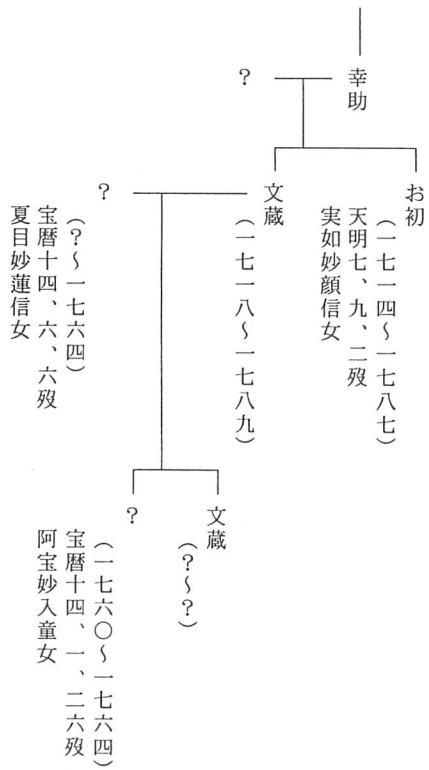 幸助
?
お初
(一七一四〜一七八七)
天明七、九、二歿
実如妙顔信女
文蔵
(一七一八〜一七八九)
?
(?〜一七六四)
宝暦十四、六、六歿
夏目妙蓮信女
文蔵
(?〜?)
?
(一七六〇〜一七六四)
宝暦十四、一、二六歿
阿宝妙入童女